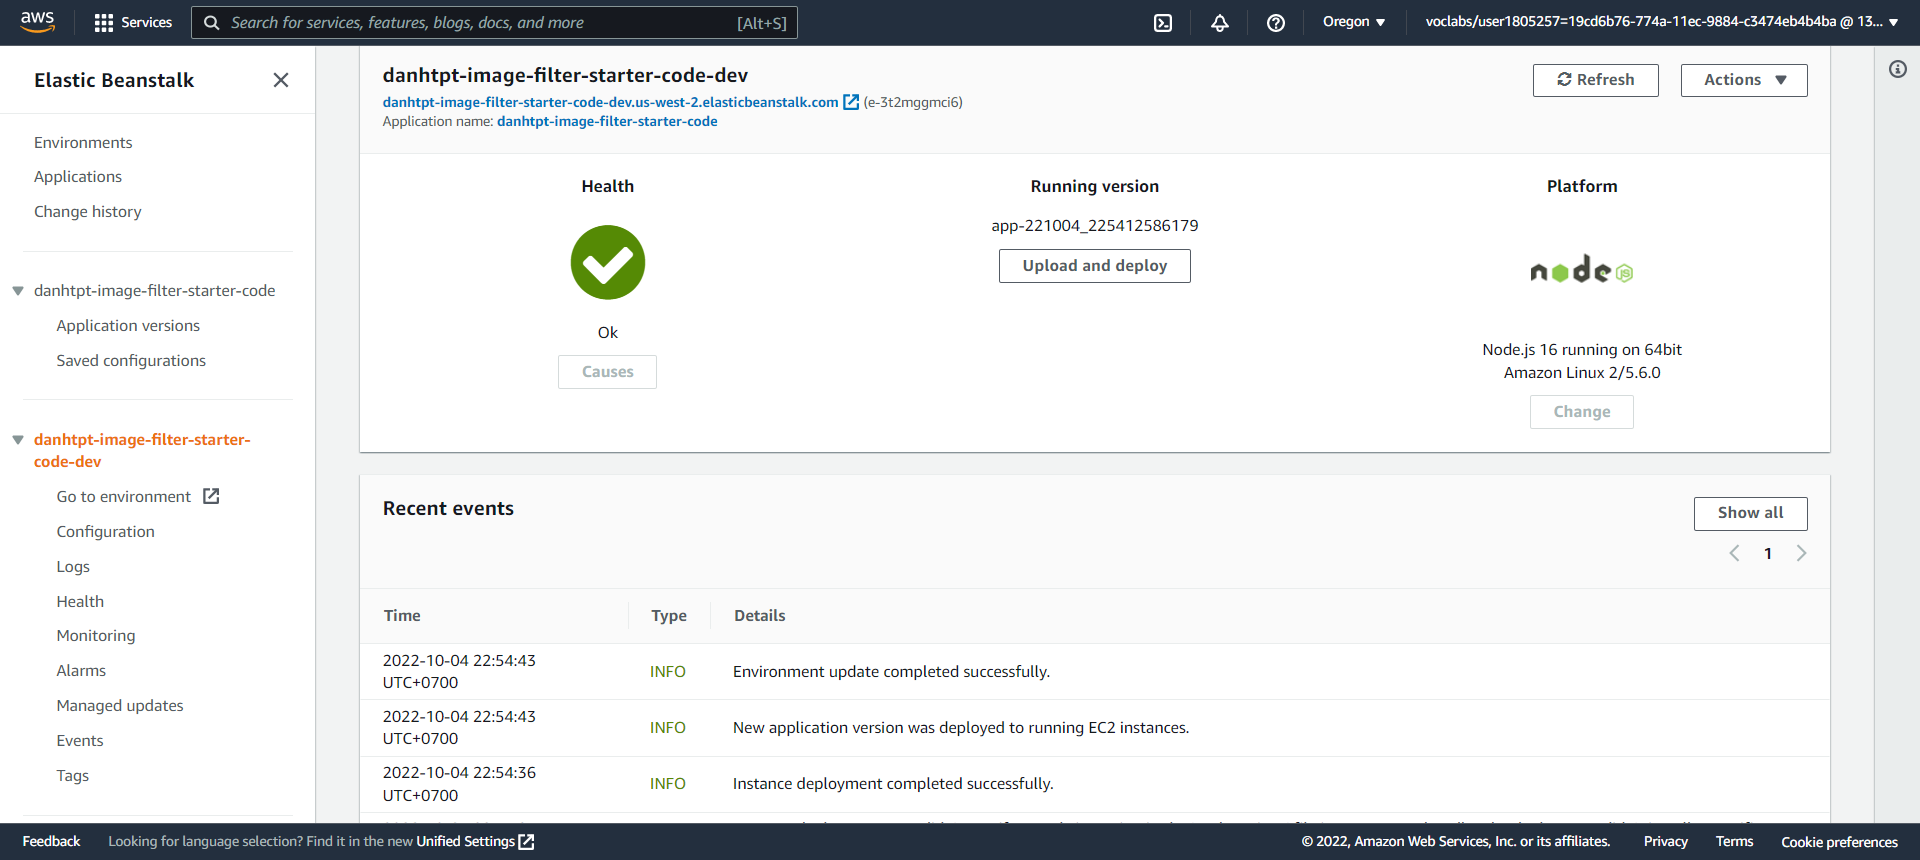 aws
Services
Search for services, features, blogs, docs, and more
[Alt+S]
Oregon
voclabs/user1805257=19cd6b76-774a-11ec-9884-c3474eb4b4ba @ 13...
Elastic Beanstalk
Environments
Applications
Change history
danhtpt-image-filter-starter-code
Application versions
Saved configurations
danhtpt-image-filter-starter-
code-dev
Go to environment
Configuration
Logs
Health
Monitoring
Alarms
Managed updates
Events
Tags
danhtpt-image-filter-starter-code-dev
danhtpt-image-filter-starter-code-dev.us-west-2.elasticbeanstalk.com (e-3t2mggmci6)
Application name: danhtpt-image-filter-starter-code
Refresh
Actions
Health
Ok
Causes
Running version
app-221004_225412586179
Upload and deploy
Platform
node JS
Node.js 16 running on 64bit
Amazon Linux 2/5.6.0
Change
Recent events
Show all
1
Time Type Details
2022-10-04 22:54:43
UTC+0700
INFO
Environment update completed successfully.
2022-10-04 22:54:43
UTC+0700
INFO
New application version was deployed to running EC2 instances.
2022-10-04 22:54:36
UTC+0700
INFO
Instance deployment completed successfully.
Feedback
Looking for language selection? Find it in the new Unified Settings
© 2022, Amazon Web Services, Inc. or its affiliates.
Privacy
Terms
Cookie preferences